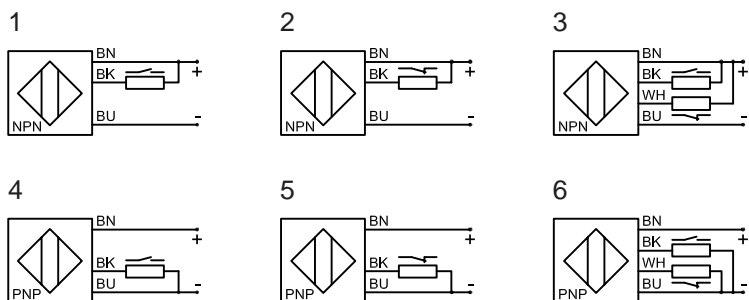 1
BN
BK
+
NPN
BU
-
2
BN
BK
+
NPN
BU
-
3
BN
BK
+
WH
BU
NPN
-
4
BN
+
BK
BU
PNP
-
5
BN
+
BK
BU
PNP
-
6
BN
+
BK
WH
BU
PNP
-